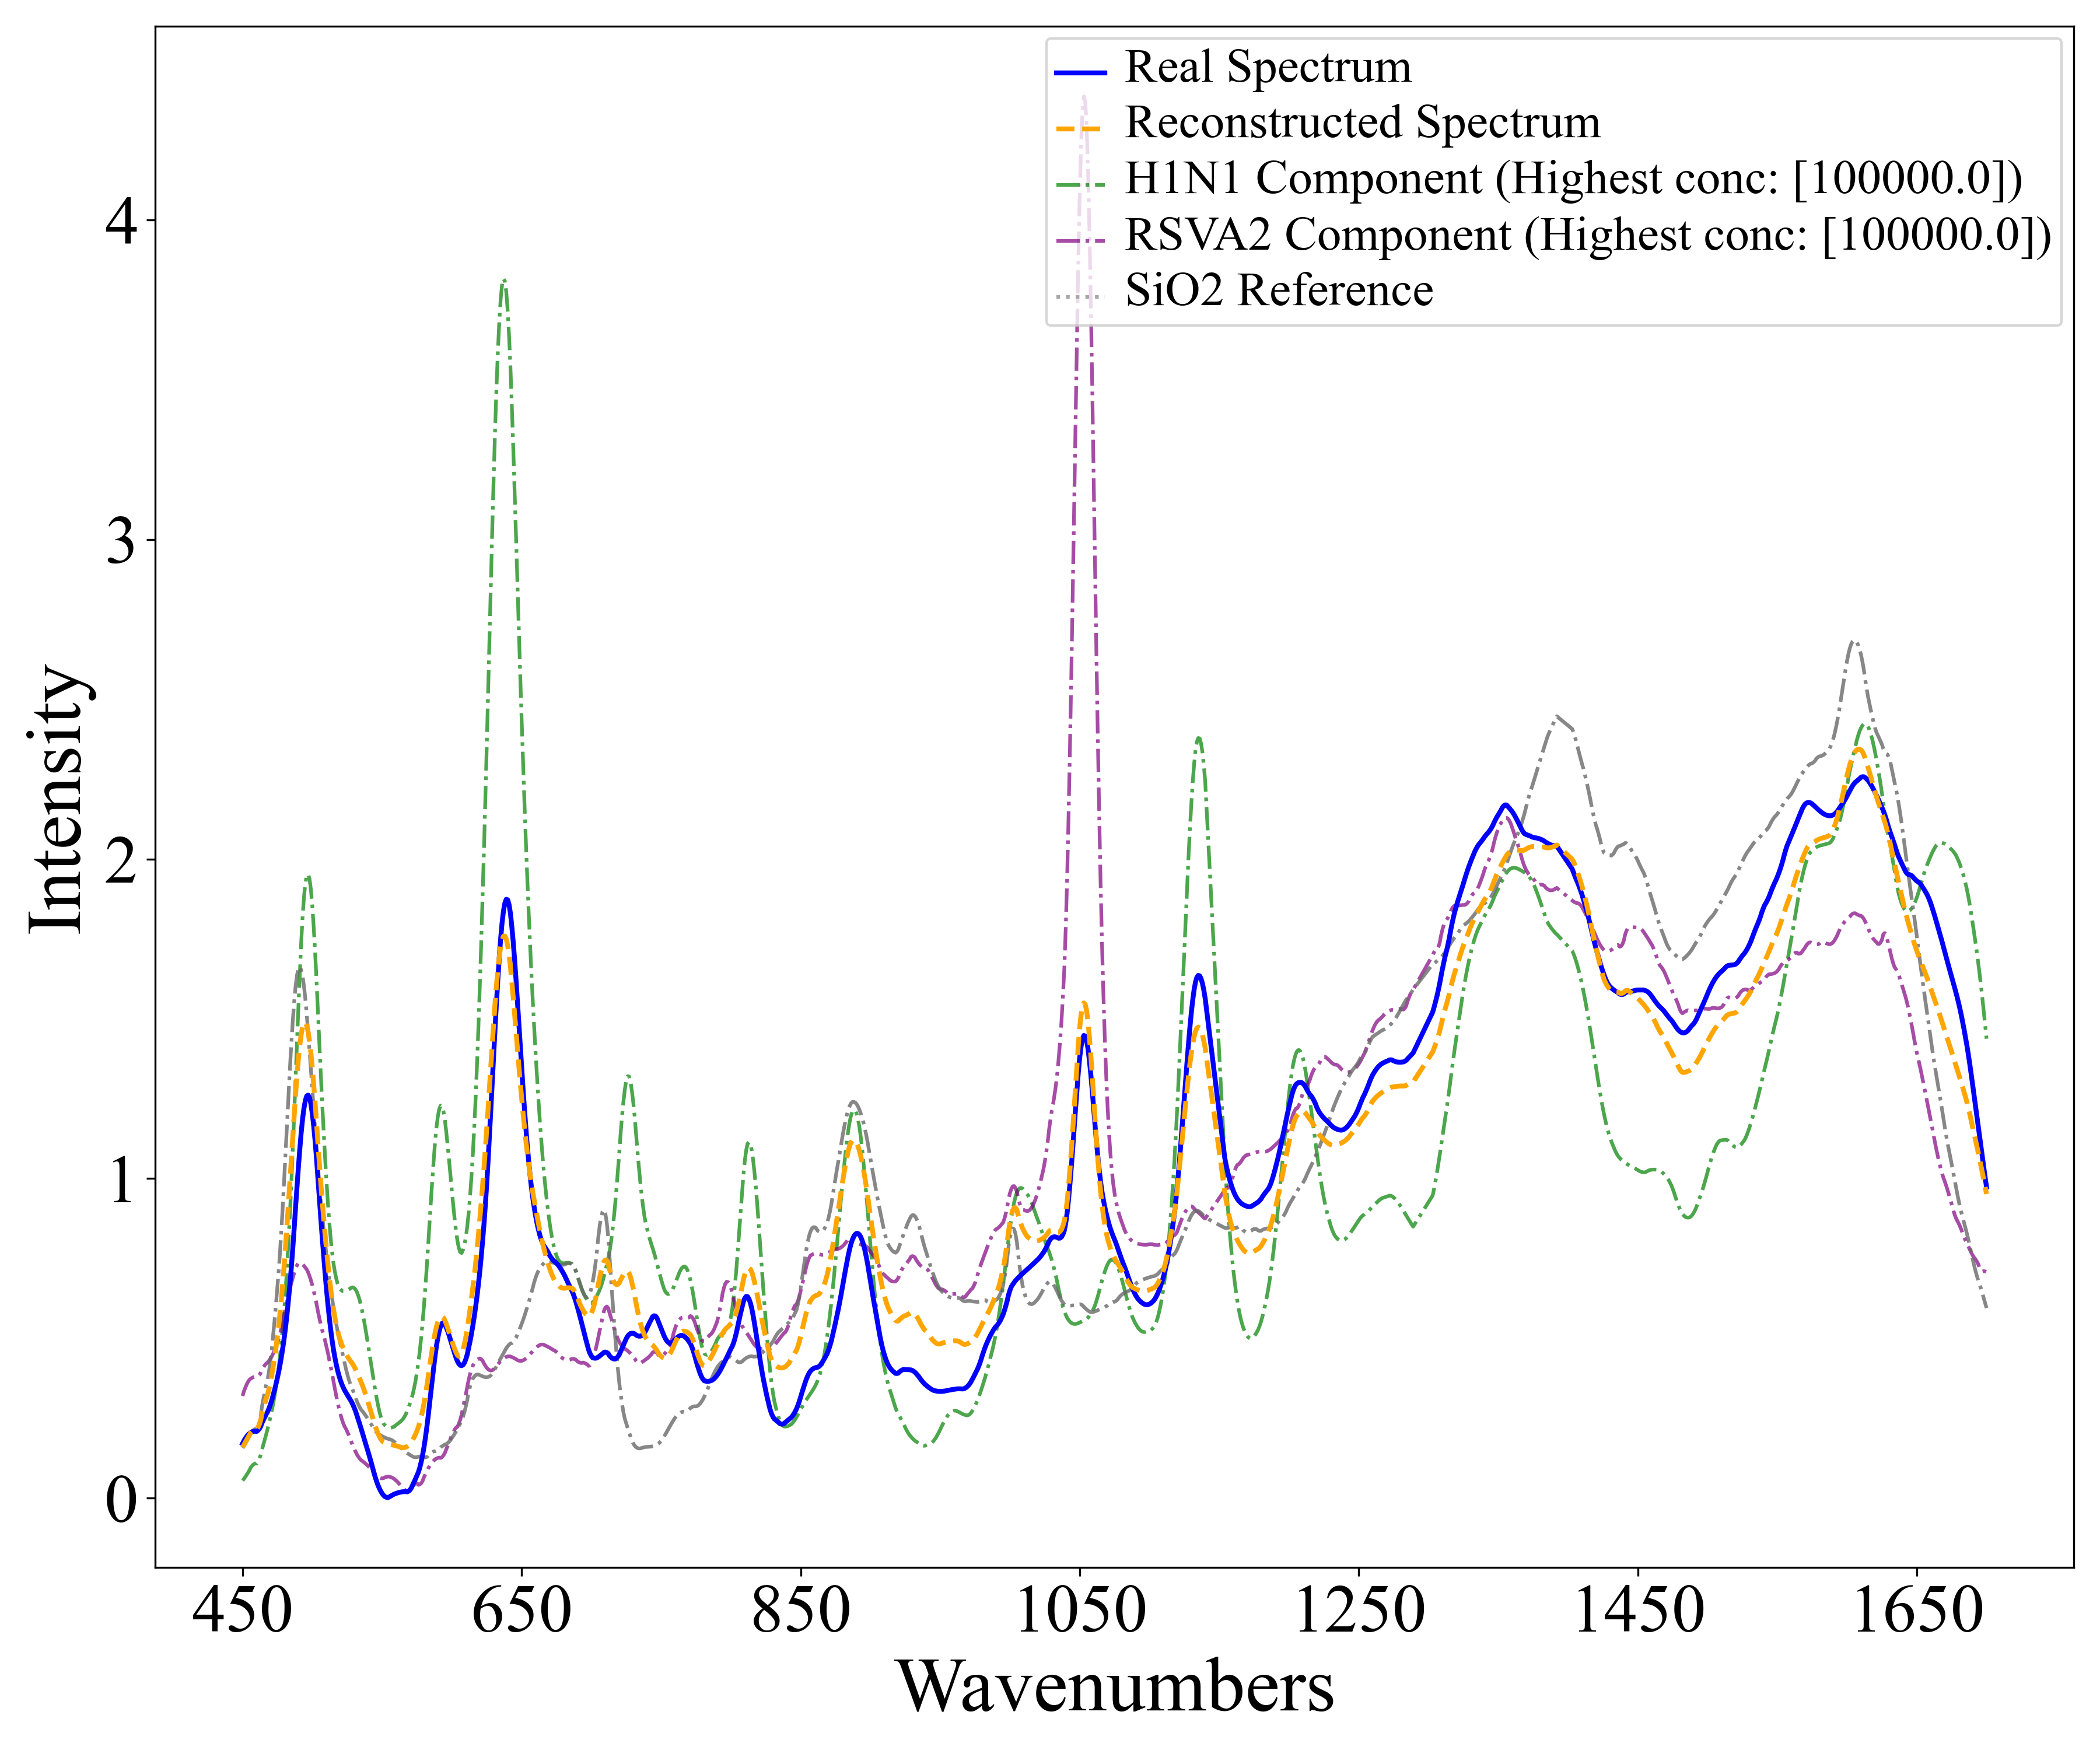 Real Spectrum
Reconstructed Spectrum
H1N1 Component (Highest conc: [100000.0])
RSVA2 Component (Highest conc: [100000.0])
SiO2 Reference
Intensity
4
3
2
1
0
450 650 850 1050 1250 1450 1650
Wavenumbers